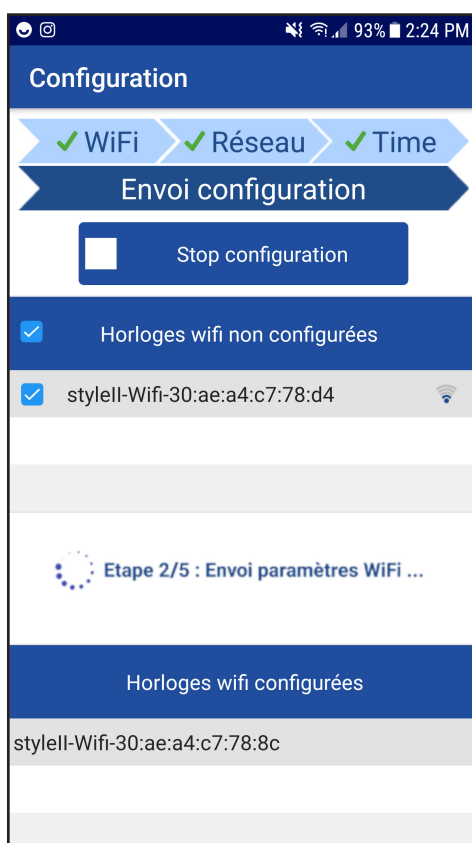 93% 2:24 PM
Configuration
WiFi Réseau Time
Envoi configuration
Stop configuration
Horloges wifi non configurées
styleII-Wifi-30:ae:a4:c7:78:d4
Etape 2/5 : Envoi paramètres WiFi ...
Horloges wifi configurées
styleII-Wifi-30:ae:a4:c7:78:8c